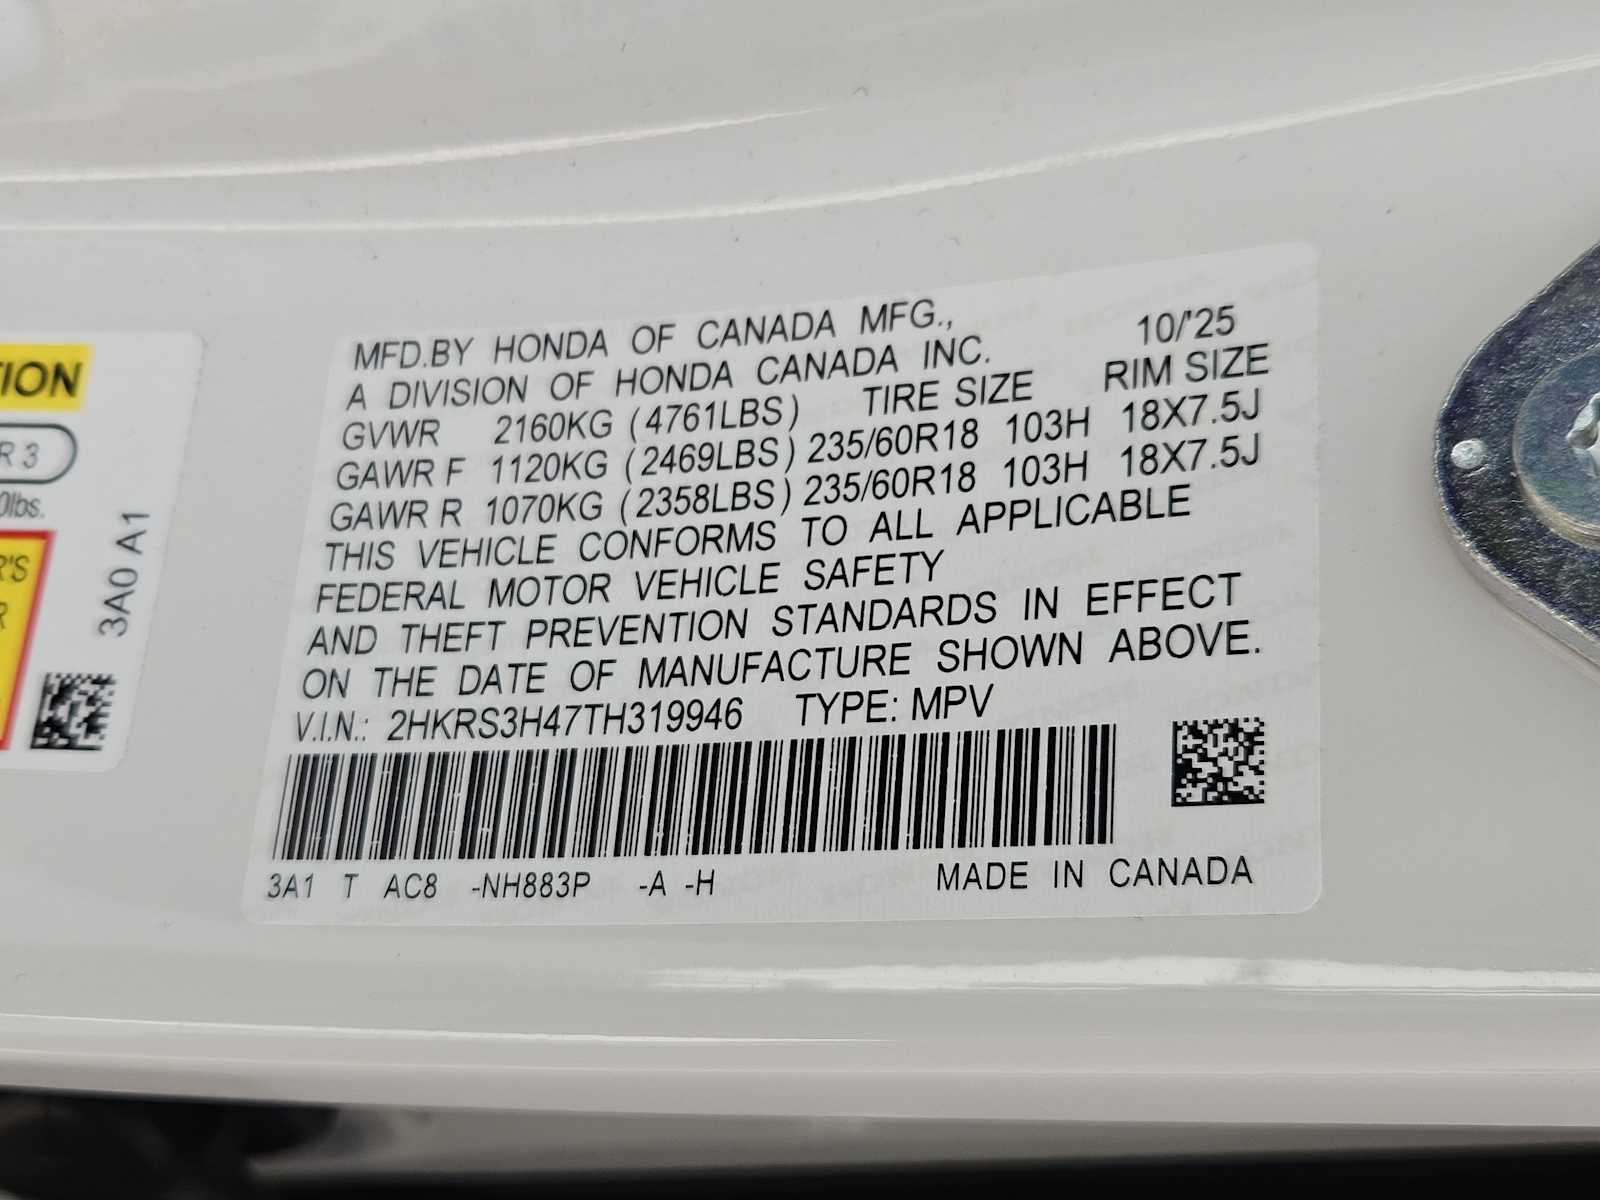 MFD.BY HONDA OF CANADA MFG., 10/'25
A DIVISION OF HONDA CANADA INC.
GVWR 2160KG (4761LBS) TIRE SIZE RIM SIZE
GAWR F 1120KG (2469LBS) 235/60R18 103H 18X7.5J
GAWR R 1070KG (2358LBS) 235/60R18 103H 18X7.5J
THIS VEHICLE CONFORMS TO ALL APPLICABLE
FEDERAL MOTOR VEHICLE SAFETY
AND THEFT PREVENTION STANDARDS IN EFFECT
ON THE DATE OF MANUFACTURE SHOWN ABOVE.
V.I.N.: 2HKRS3H47TH319946 TYPE: MPV
3A1 T AC8 -NH883P -A -H MADE IN CANADA
TION
R 3
0lbs.
R'S
R
3A0 A1